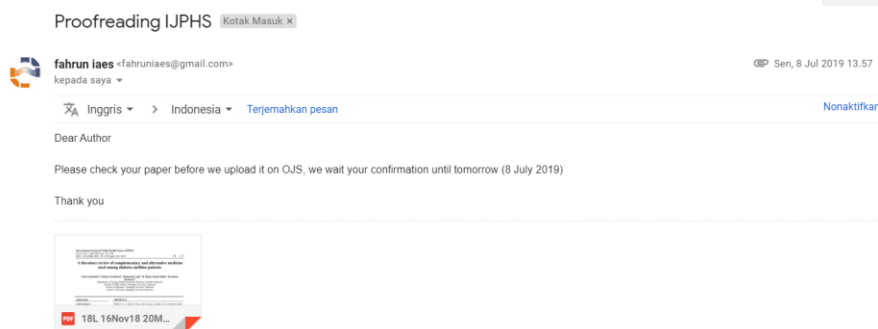 Proofreading IJPHS Kotak Masuk ×
fahrun iaes <fahruniaes@gmail.com> Sen, 8 Jul 2019 13.57
kepada saya
Inggris > Indonesia Terjemahkan pesan Nonaktifkan
Dear Author
Please check your paper before we upload it on OJS, we wait your confirmation until tomorrow (8 July 2019)
Thank you
A literature review of complementary and alternative medicine
used among diabetes mellitus patients
PDF 18L 16Nov18 20M...